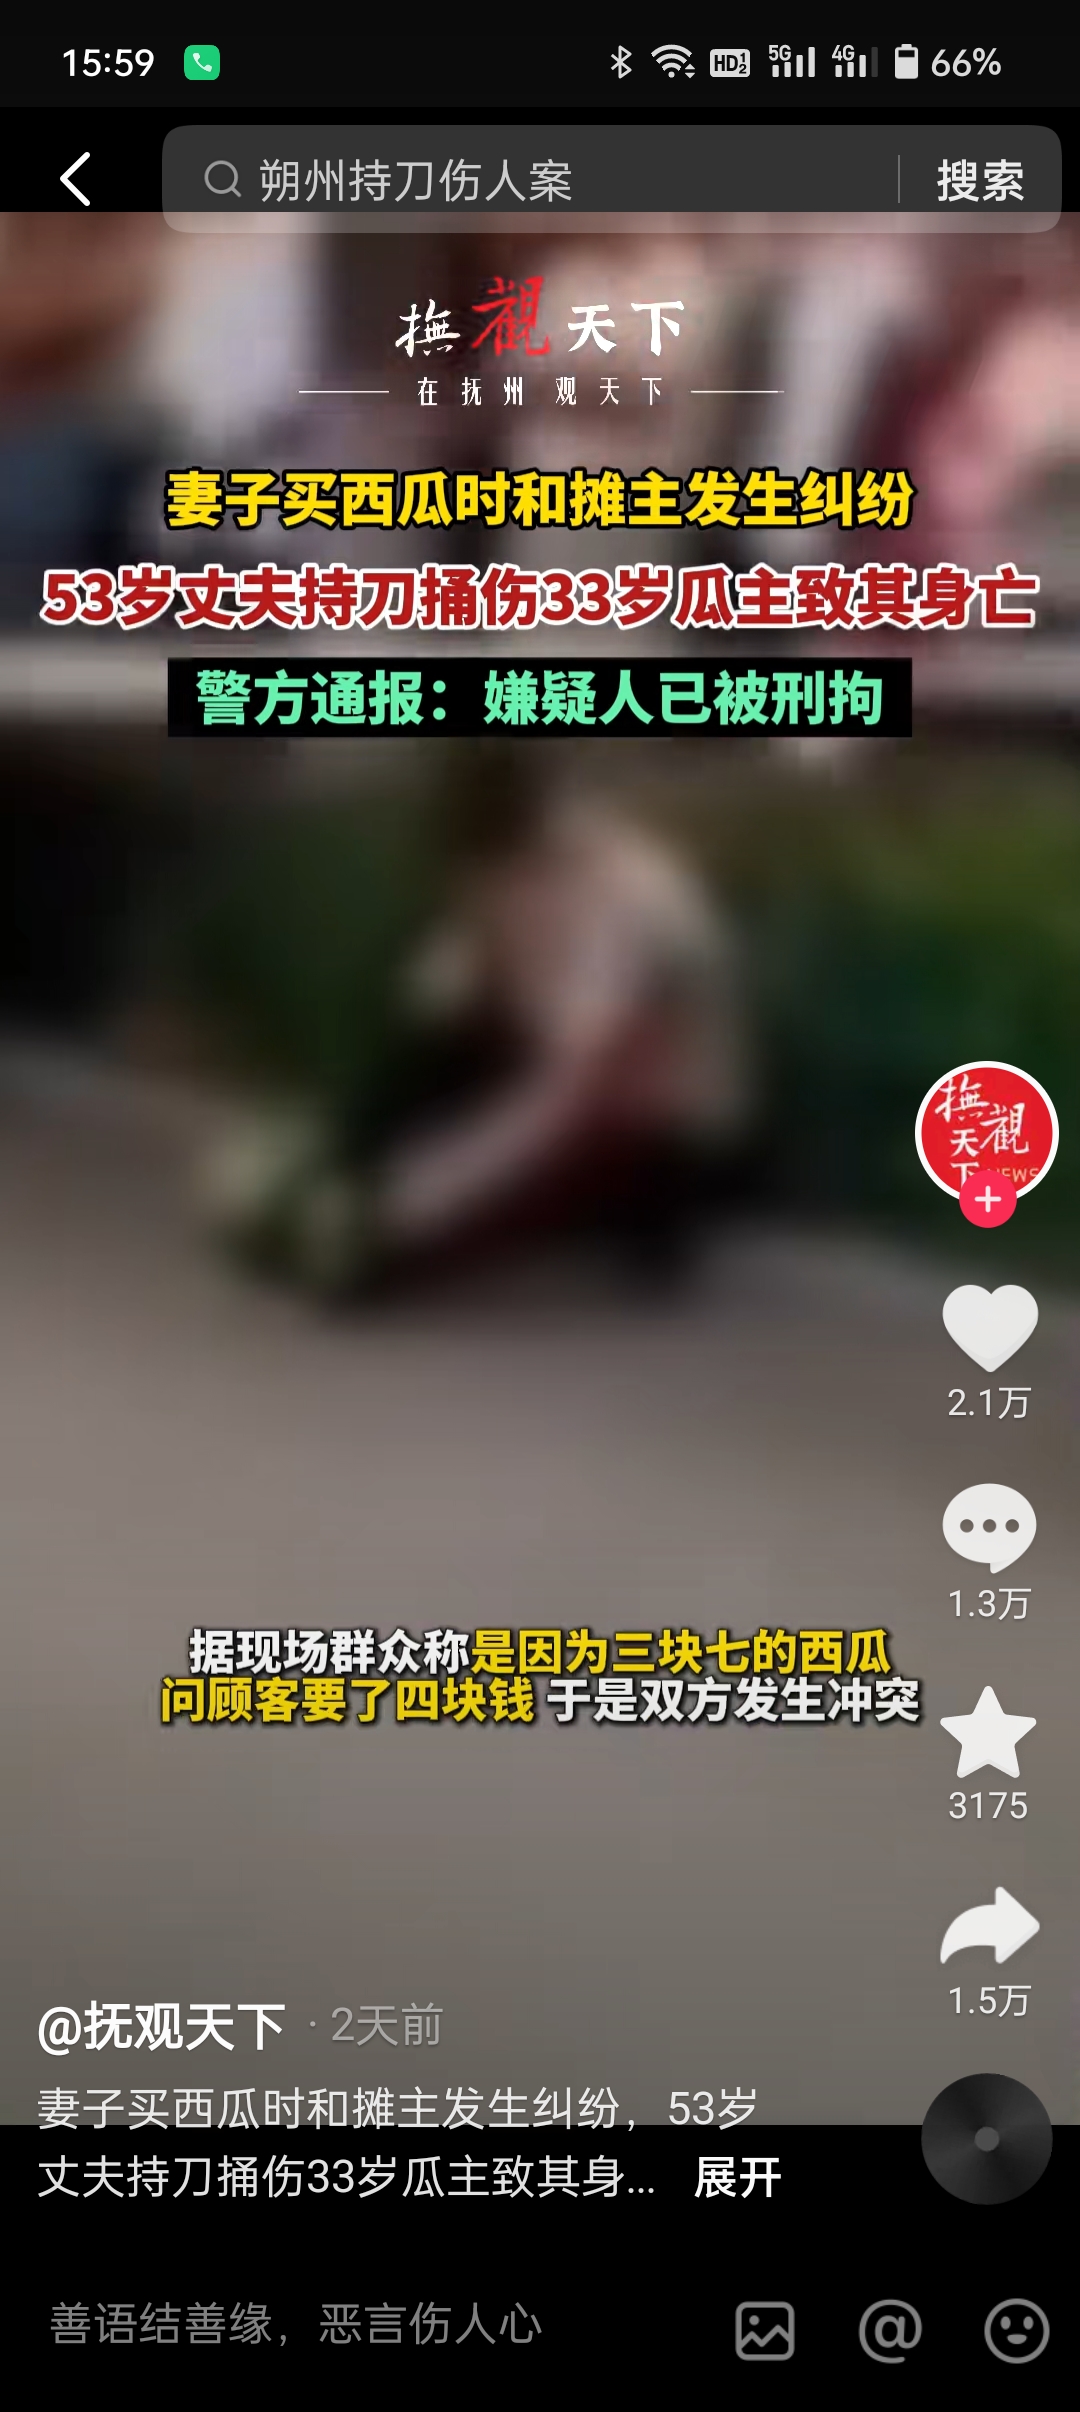 15:59
HD 1 2 5G 4G 66%
朔州持刀伤人案 搜索
撫觀天下
在抚州 观天下
妻子买西瓜时和摊主发生纠纷
53岁丈夫持刀捅伤33岁瓜主致其身亡
警方通报：嫌疑人已被刑拘
撫觀天下 NEWS
2.1万
1.3万
据现场群众称是因为三块七的西瓜
问顾客要了四块钱 于是双方发生冲突
3175
1.5万
@抚观天下 · 2天前
妻子买西瓜时和摊主发生纠纷，53岁
丈夫持刀捅伤33岁瓜主致其身... 展开
善语结善缘，恶言伤人心